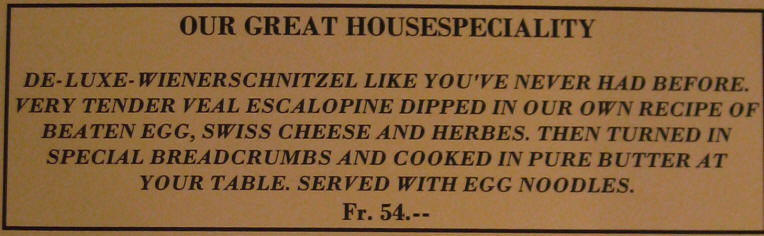 OUR GREAT HOUSESPECIALITY
DE-LUXE-WIENERSCHNITZEL LIKE YOU'VE NEVER HAD BEFORE.
VERY TENDER VEAL ESCALOPINE DIPPED IN OUR OWN RECIPE OF
BEATEN EGG, SWISS CHEESE AND HERBES. THEN TURNED IN
SPECIAL BREADCRUMBS AND COOKED IN PURE BUTTER AT
YOUR TABLE. SERVED WITH EGG NOODLES.
Fr. 54.--